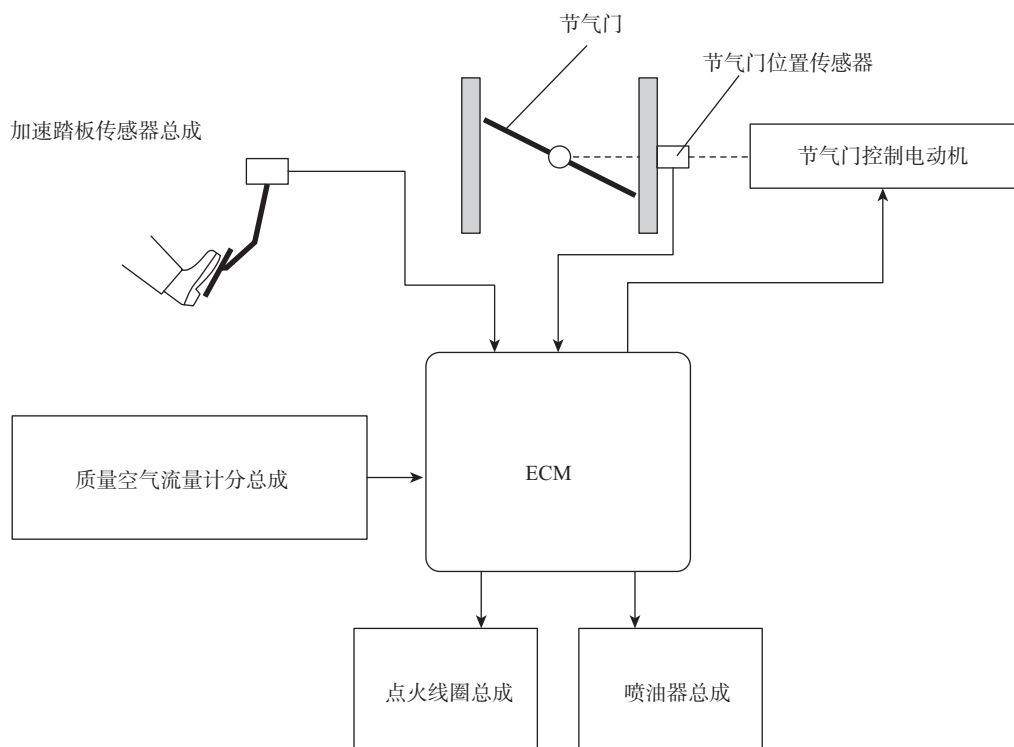 节气门
节气门位置传感器
加速踏板传感器总成
节气门控制电动机
质量空气流量计分总成
ECM
点火线圈总成
喷油器总成